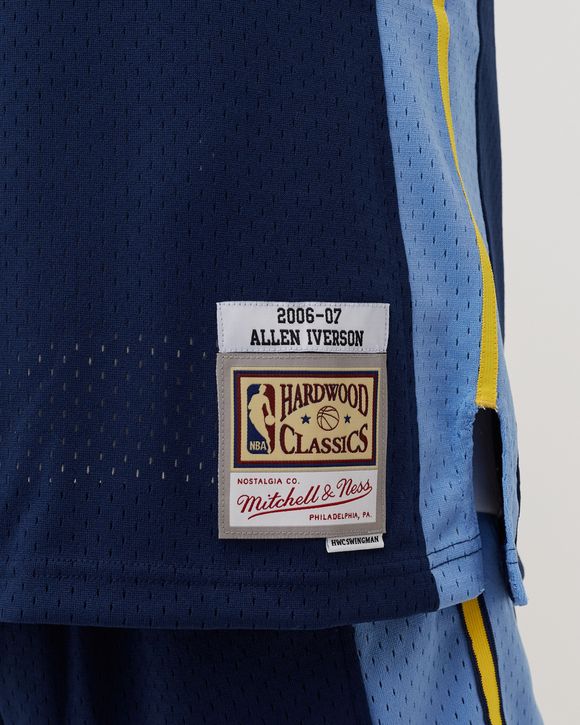 2006-07
ALLEN IVERSON
HARDWOOD
CLASSICS
NBA
NOSTALGIA CO.
Mitchell & Ness
PHILADELPHIA, PA.
HWCSWINGMAN